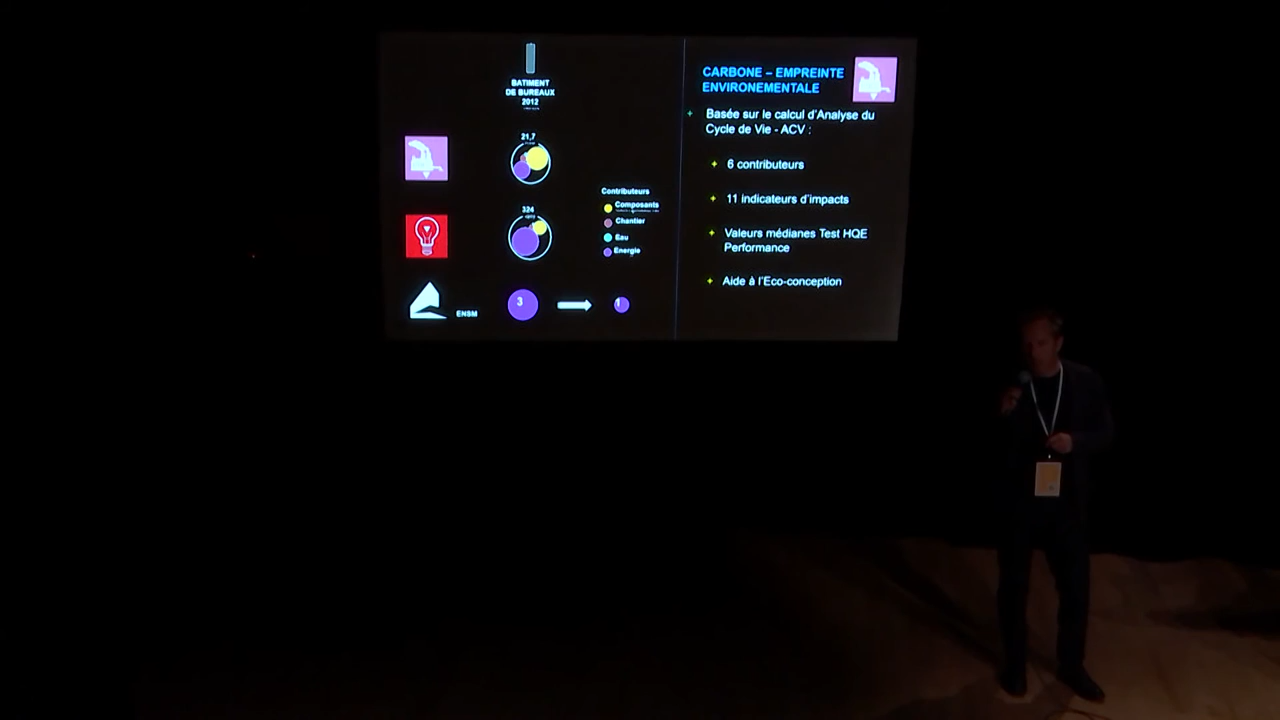 BATIMENT
DE BUREAUX
2012
21,7
324
Contributeurs
Composants
Chantier
Eau
Energie
ENSM
3
1
CARBONE – EMPREINTE
ENVIRONEMENTALE
+ Basée sur le calcul d'Analyse du
Cycle de Vie - ACV :
+ 6 contributeurs
+ 11 indicateurs d'impacts
+ Valeurs médianes Test HQE
Performance
+ Aide à l'Eco-conception